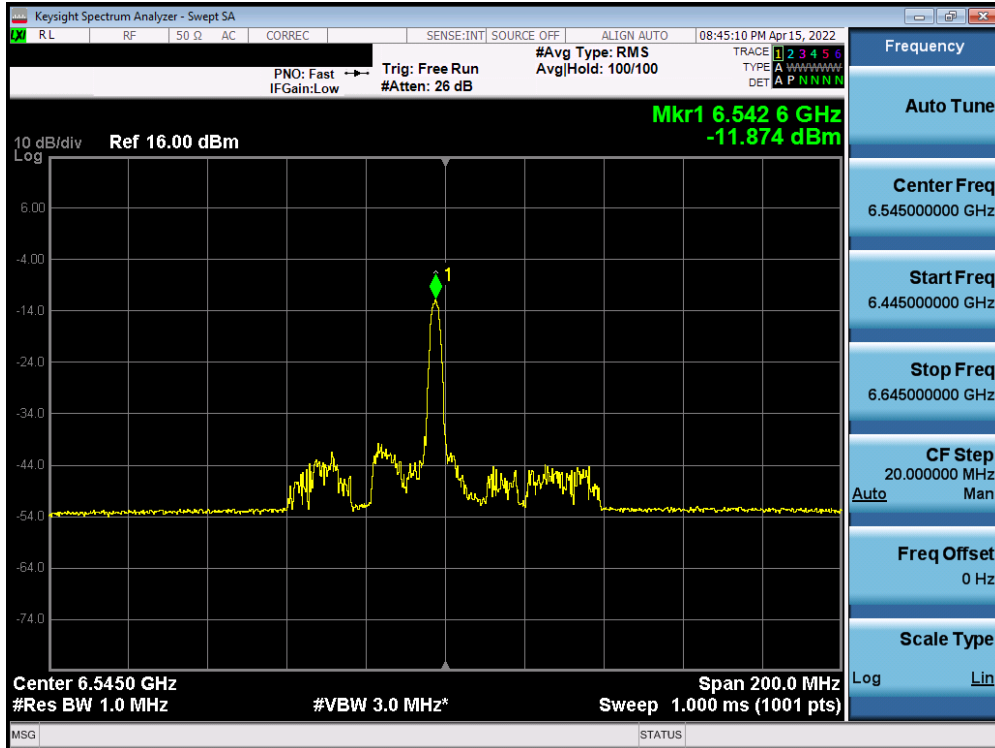 Keysight Spectrum Analyzer - Swept SA
LXI RL RF 50 Ω AC CORREC SENSE:INT SOURCE OFF ALIGN AUTO 08:45:10 PM Apr 15, 2022
PNO: Fast Trig: Free Run #Avg Type: RMS TRACE 1 2 3 4 5 6
IFGain:Low #Atten: 26 dB Avg|Hold: 100/100 TYPE A WWWWW
DET A P N N N N
Mkr1 6.542 6 GHz
-11.874 dBm
10 dB/div Ref 16.00 dBm
Log
6.00
-4.00
1
-14.0
-24.0
-34.0
-44.0
-54.0
-64.0
-74.0
Center 6.5450 GHz Span 200.0 MHz
#Res BW 1.0 MHz #VBW 3.0 MHz* Sweep 1.000 ms (1001 pts)
MSG STATUS
Frequency
Auto Tune
Center Freq
6.545000000 GHz
Start Freq
6.445000000 GHz
Stop Freq
6.645000000 GHz
CF Step
20.000000 MHz
Auto Man
Freq Offset
0 Hz
Scale Type
Log Lin